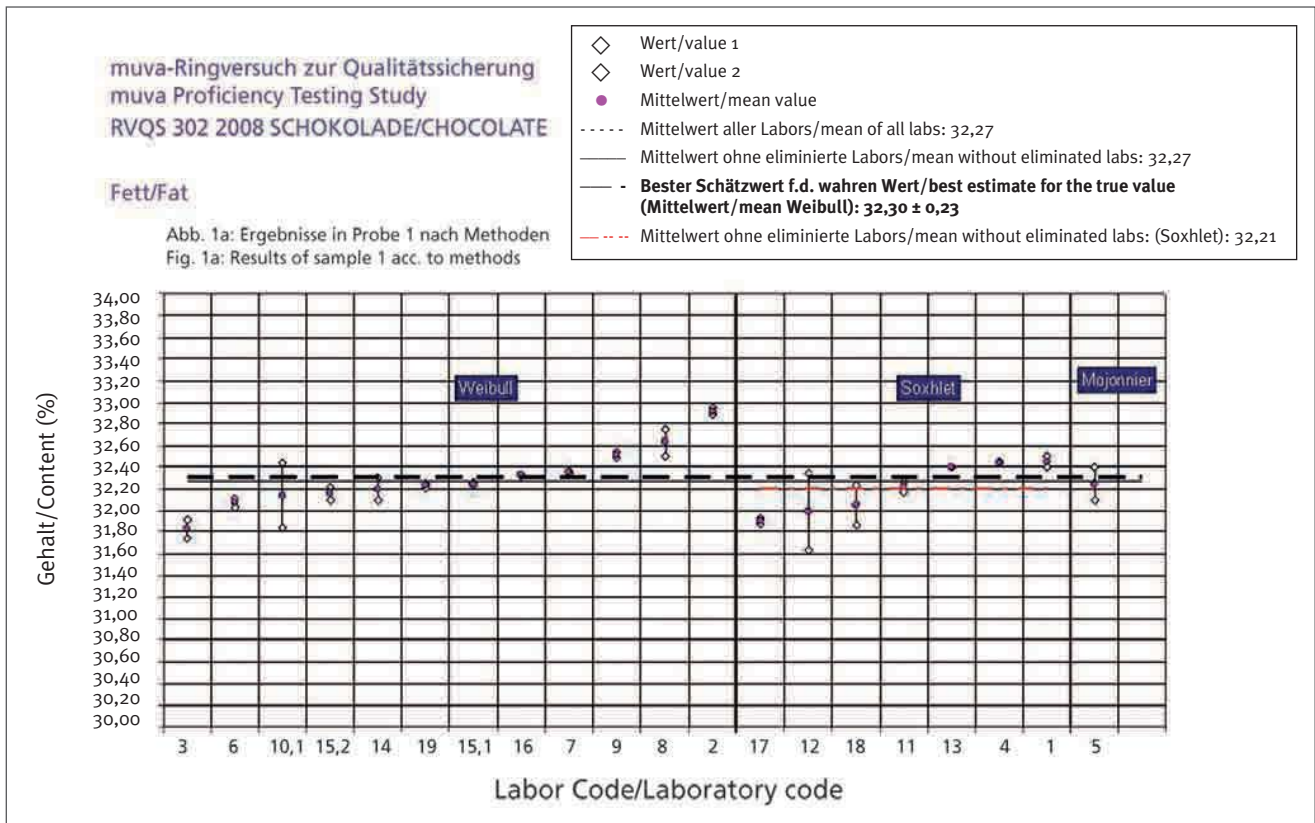 muva-Ringversuch zur Qualitätssicherung
muva Proficiency Testing Study
RVQS 302 2008 SCHOKOLADE/CHOCOLATE
Fett/Fat
Abb. 1a: Ergebnisse in Probe 1 nach Methoden
Fig. 1a: Results of sample 1 acc. to methods
Wert/value 1
Wert/value 2
Mittelwert/mean value
Mittelwert aller Labors/mean of all labs: 32,27
Mittelwert ohne eliminierte Labors/mean without eliminated labs: 32,27
Bester Schätzwert f.d. wahren Wert/best estimate for the true value
(Mittelwert/mean Weibull): 32,30 ± 0,23
Mittelwert ohne eliminierte Labors/mean without eliminated labs: (Soxhlet): 32,21
Gehalt/Content (%)
34,00
33,80
33,60
33,40
33,20
33,00
32,80
32,60
32,40
32,20
32,00
31,80
31,60
31,40
31,20
31,00
30,80
30,60
30,40
30,20
30,00
Weibull
Soxhlet
Mojonnier
3 6 10,1 15,2 14 19 15,1 16 7 9 8 2 17 12 18 11 13 4 1 5
Labor Code/Laboratory code